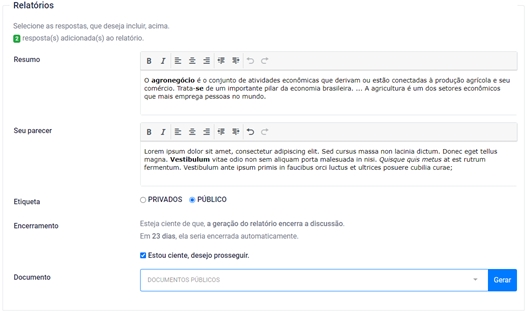 Relatórios
Selecione as respostas, que deseja incluir, acima.
2 resposta(s) adicionada(s) ao relatório.
Resumo
B I
O agronegócio é o conjunto de atividades econômicas que derivam ou estão conectadas à produção agrícola e seu
comércio. Trata-se de um importante pilar da economia brasileira. ... A agricultura é um dos setores econômicos
que mais emprega pessoas no mundo.
Seu parecer
B I
Lorem ipsum dolor sit amet, consectetur adipiscing elit. Sed cursus massa non lacinia dictum. Donec eget tellus
magna. Vestibulum vitae odio non sem aliquam porta malesuada in nisi. Quisque quis metus at est rutrum
fermentum. Vestibulum ante ipsum primis in faucibus orci luctus et ultrices posuere cubilia curae;
Etiqueta
PRIVADOS PÚBLICO
Encerramento
Esteja ciente de que, a geração do relatório encerra a discussão.
Em 23 dias, ela seria encerrada automaticamente.
Estou ciente, desejo prosseguir.
Documento
DOCUMENTOS PÚBLICOS
Gerar